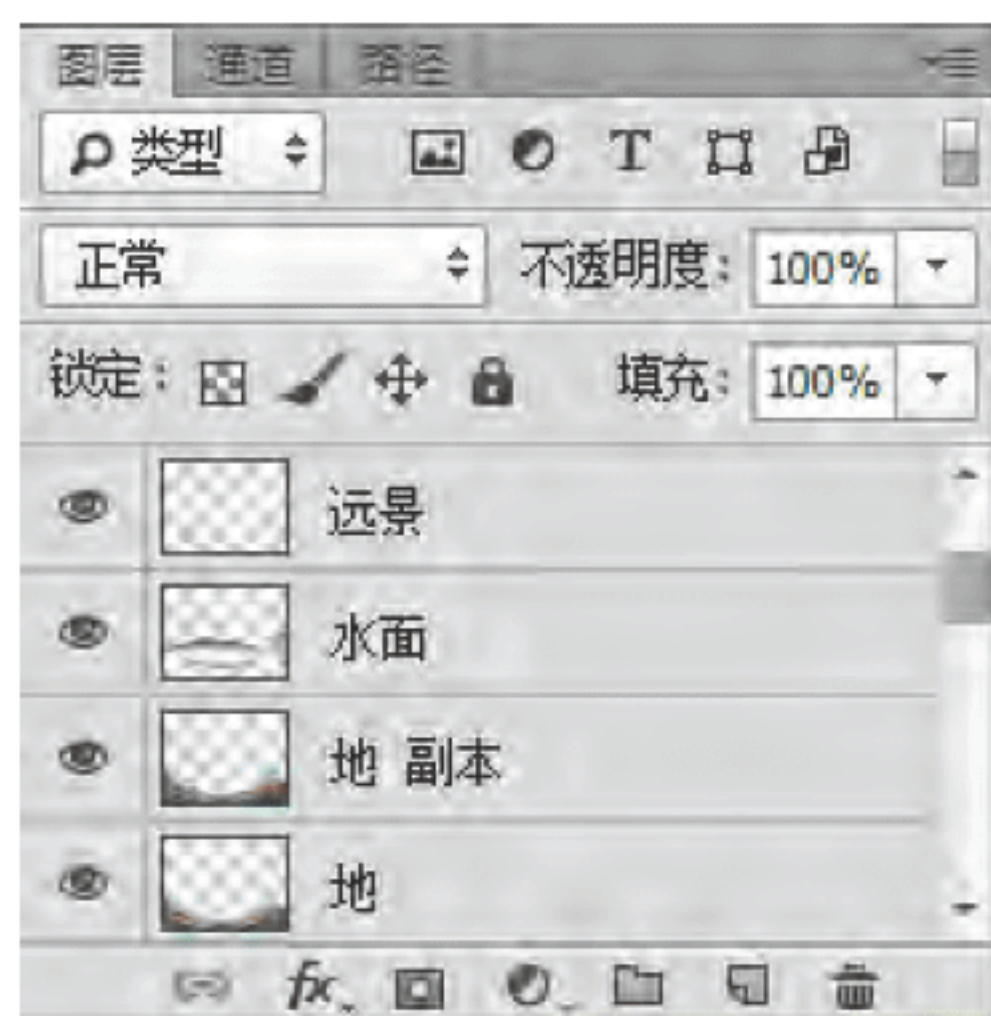 图层 通道 路径
类型 T
正常 不透明度: 100%
锁定: 填充: 100%
远景
水面
地 副本
地
fx.